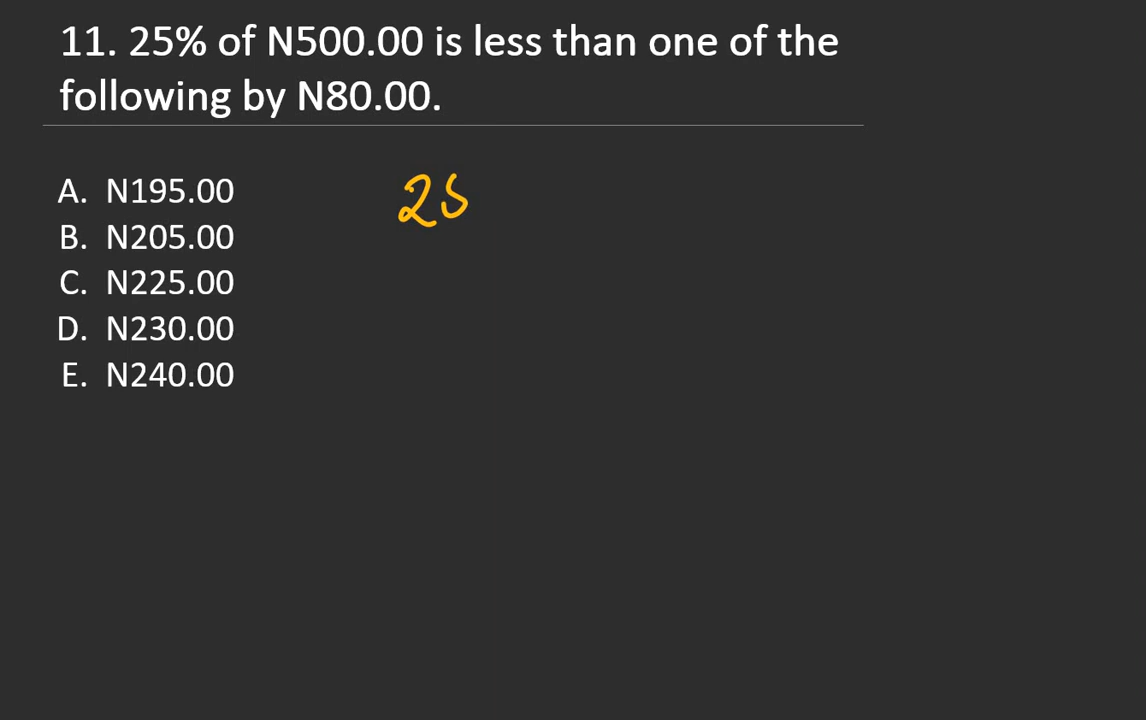 11. 25% of N500.00 is less than one of the
following by N80.00.
A. N195.00
25
B. N205.00
C. N225.00
D. N230.00
E. N240.00